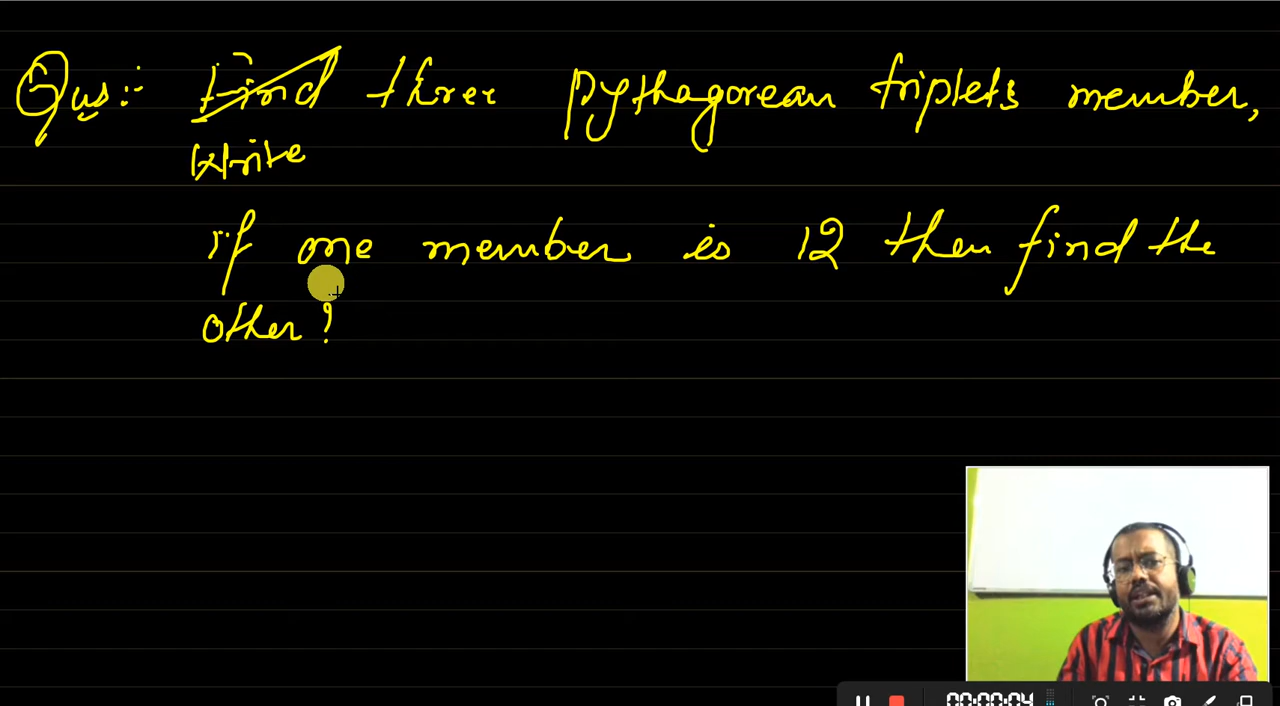 Qus:- Find three pythagorean triplets member,
write
if one member is 12 then find the
other?
00:00:04